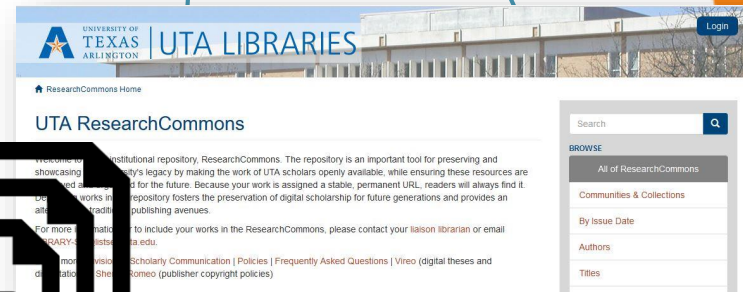 UNIVERSITY OF
TEXAS
ARLINGTON
UTA LIBRARIES
Login
ResearchCommons Home
UTA ResearchCommons
Welcome to institutional repository, ResearchCommons. The repository is an important tool for preserving and
showcasing legacy by making the work of UTA scholars openly available, while ensuring these resources are
for the future. Because your work is assigned a stable, permanent URL, readers will always find it.
works in repository fosters the preservation of digital scholarship for future generations and provides an
publishing avenues.
For more to include your works in the ResearchCommons, please contact your liaison librarian or email
Scholarly Communication | Policies | Frequently Asked Questions | Vireo (digital theses and
(publisher copyright policies)
Search
BROWSE
All of ResearchCommons
Communities & Collections
By Issue Date
Authors
Titles